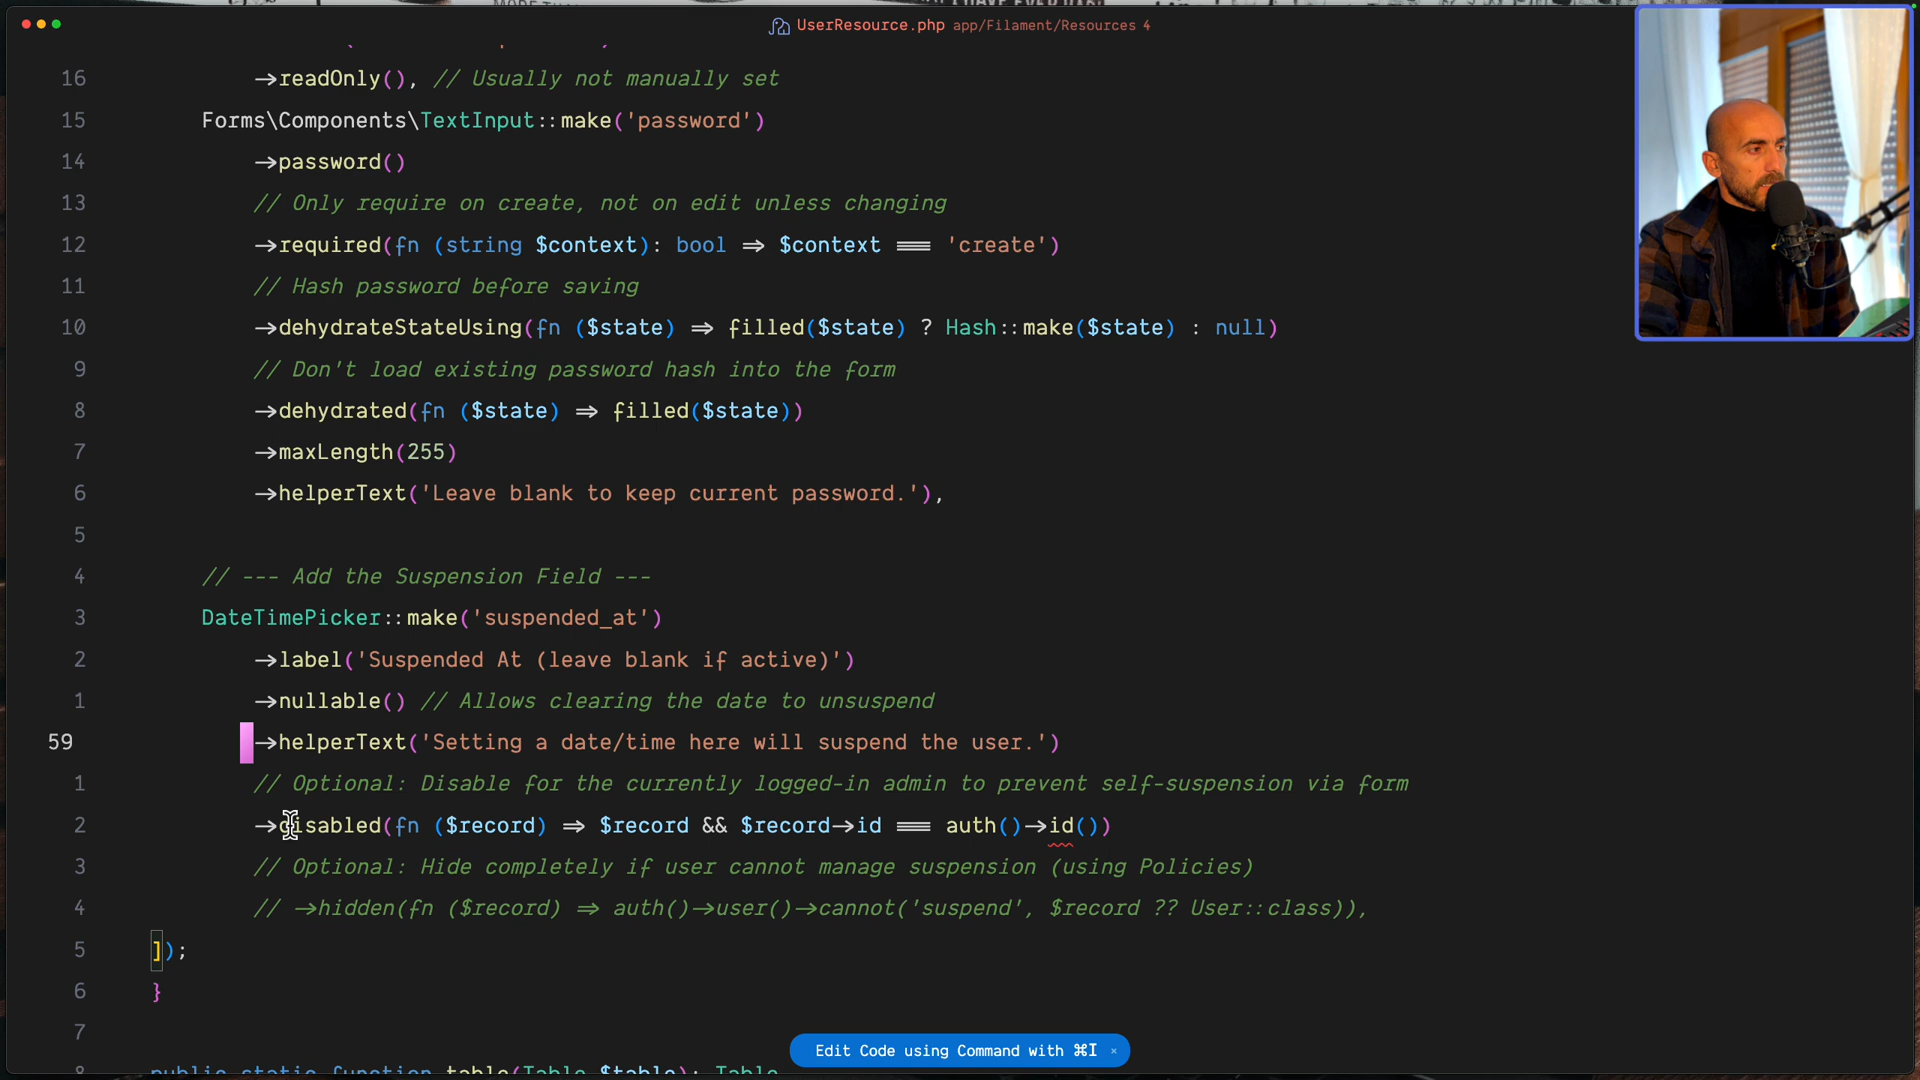 UserResource.php app/Filament/Resources 4
16 ->readOnly(), // Usually not manually set
15 Forms\Components\TextInput::make('password')
14 ->password()
13 // Only require on create, not on edit unless changing
12 ->required(fn (string $context): bool => $context === 'create')
11 // Hash password before saving
10 ->dehydrateStateUsing(fn ($state) => filled($state) ? Hash::make($state) : null)
9 // Don't load existing password hash into the form
8 ->dehydrated(fn ($state) => filled($state))
7 ->maxLength(255)
6 ->helperText('Leave blank to keep current password.'),
5
4 // --- Add the Suspension Field ---
3 DateTimePicker::make('suspended_at')
2 ->label('Suspended At (leave blank if active)')
1 ->nullable() // Allows clearing the date to unsuspend
59 ->helperText('Setting a date/time here will suspend the user.')
1 // Optional: Disable for the currently logged-in admin to prevent self-suspension via form
2 ->disabled(fn ($record) => $record && $record->id === auth()->id())
3 // Optional: Hide completely if user cannot manage suspension (using Policies)
4 // ->hidden(fn ($record) => auth()->user()->cannot('suspend', $record ?? User::class)),
5 ]);
6 }
7
8 public static function table(Table $table): Table
Edit Code using Command with ⌘I ×